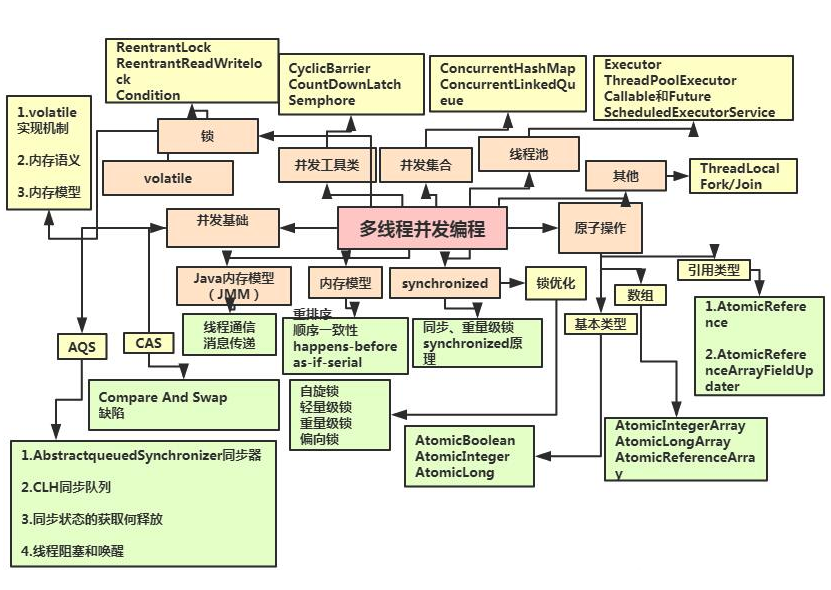 ReentrantLock
ReentrantReadWritelo
ck
Condition
CyclicBarrier
CountDownLatch
Semphore
ConcurrentHashMap
ConcurrentLinkedQu
eue
Executor
ThreadPoolExecutor
Callable和Future
ScheduledExecutorService
1.volatile
实现机制
2.内存语义
3.内存模型
锁
volatile
并发工具类
并发集合
线程池
其他
ThreadLocal
Fork/Join
并发基础
多线程并发编程
原子操作
Java内存模型
（JMM）
内存模型
synchronized
锁优化
引用类型
数组
基本类型
线程通信
消息传递
重排序
顺序一致性
happens-before
as-if-serial
同步、重量级锁
synchronized原
理
1.AtomicRefere
nce
2.AtomicRefere
nceArrayFieldUp
dater
AQS
CAS
Compare And Swap
缺陷
自旋锁
轻量级锁
重量级锁
偏向锁
AtomicBoolean
AtomicInteger
AtomicLong
AtomicIntegerArray
AtomicLongArray
AtomicReferenceArra
y
1.AbstractqueuedSynchronizer同步器
2.CLH同步队列
3.同步状态的获取何释放
4.线程阻塞和唤醒